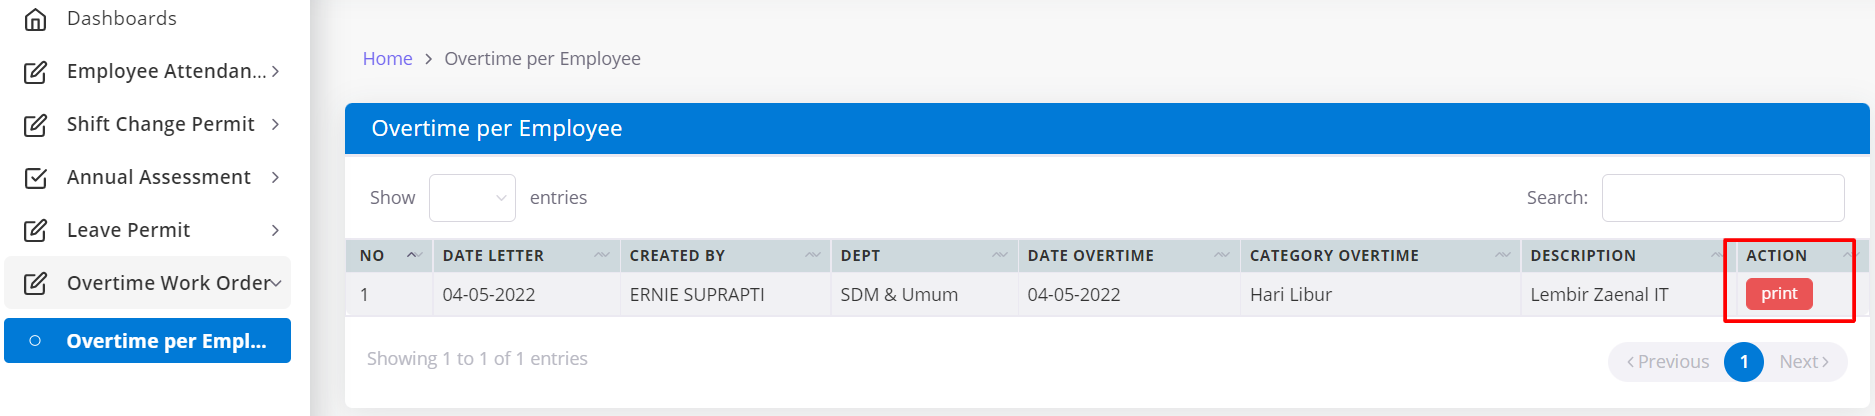 Dashboards
Employee Attendan...
Shift Change Permit
Annual Assessment
Leave Permit
Overtime Work Order
Overtime per Empl...
Home > Overtime per Employee
Overtime per Employee
Show entries Search:
NO DATE LETTER CREATED BY DEPT DATE OVERTIME CATEGORY OVERTIME DESCRIPTION ACTION
1 04-05-2022 ERNIE SUPRAPTI SDM & Umum 04-05-2022 Hari Libur Lembir Zaenal IT print
Showing 1 to 1 of 1 entries Previous 1 Next